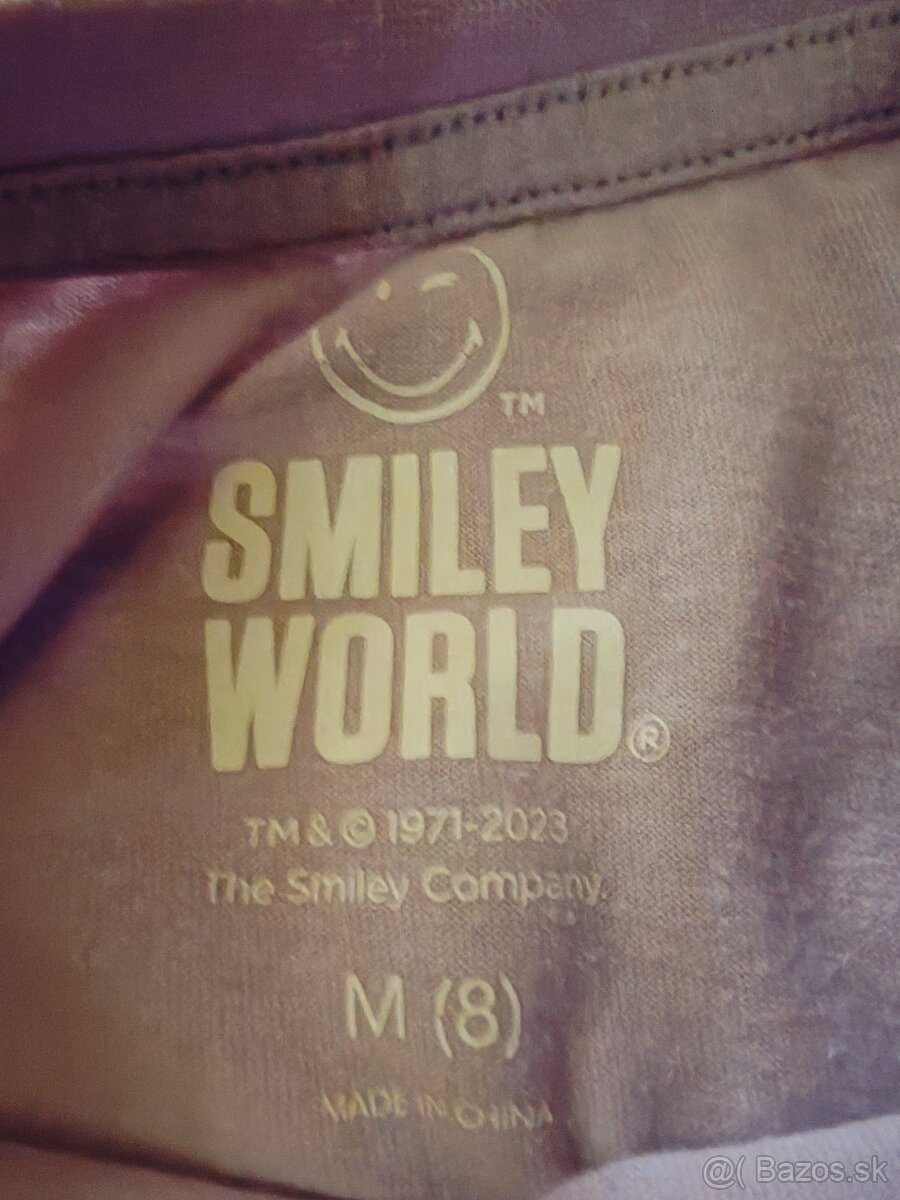 TM
SMILEY
WORLD®
TM & © 1971-2023
The Smiley Company.
M (8)
MADE IN CHINA
@( Bazos.sk